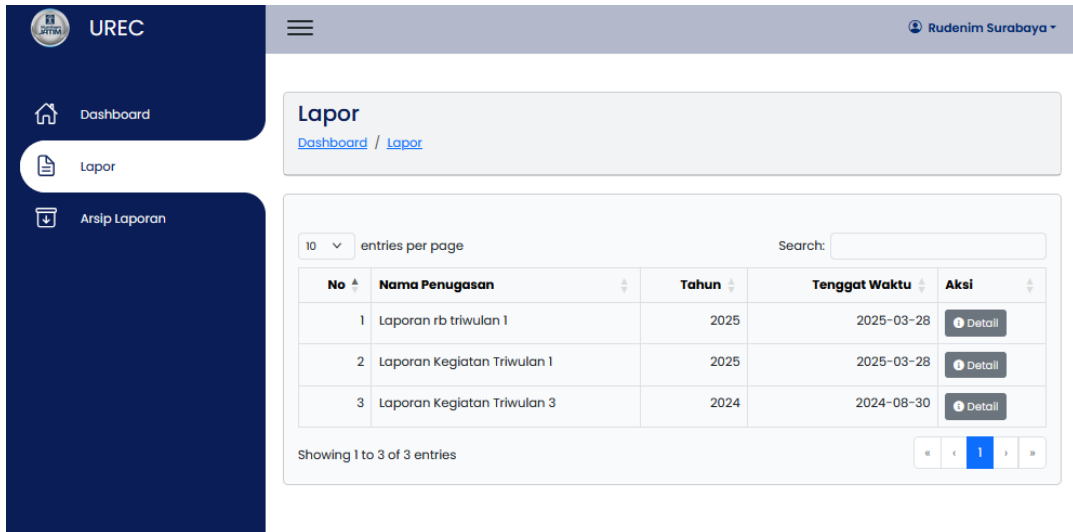 UREC
Rudenim Surabaya
Dashboard
Lapor
Arsip Laporan
Lapor
Dashboard / Lapor
10 entries per page Search:
No Nama Penugasan Tahun Tenggat Waktu Aksi
1 Laporan rb triwulan 1 2025 2025-03-28 Detail
2 Laporan Kegiatan Triwulan 1 2025 2025-03-28 Detail
3 Laporan Kegiatan Triwulan 3 2024 2024-08-30 Detail
Showing 1 to 3 of 3 entries « ‹ 1 › »